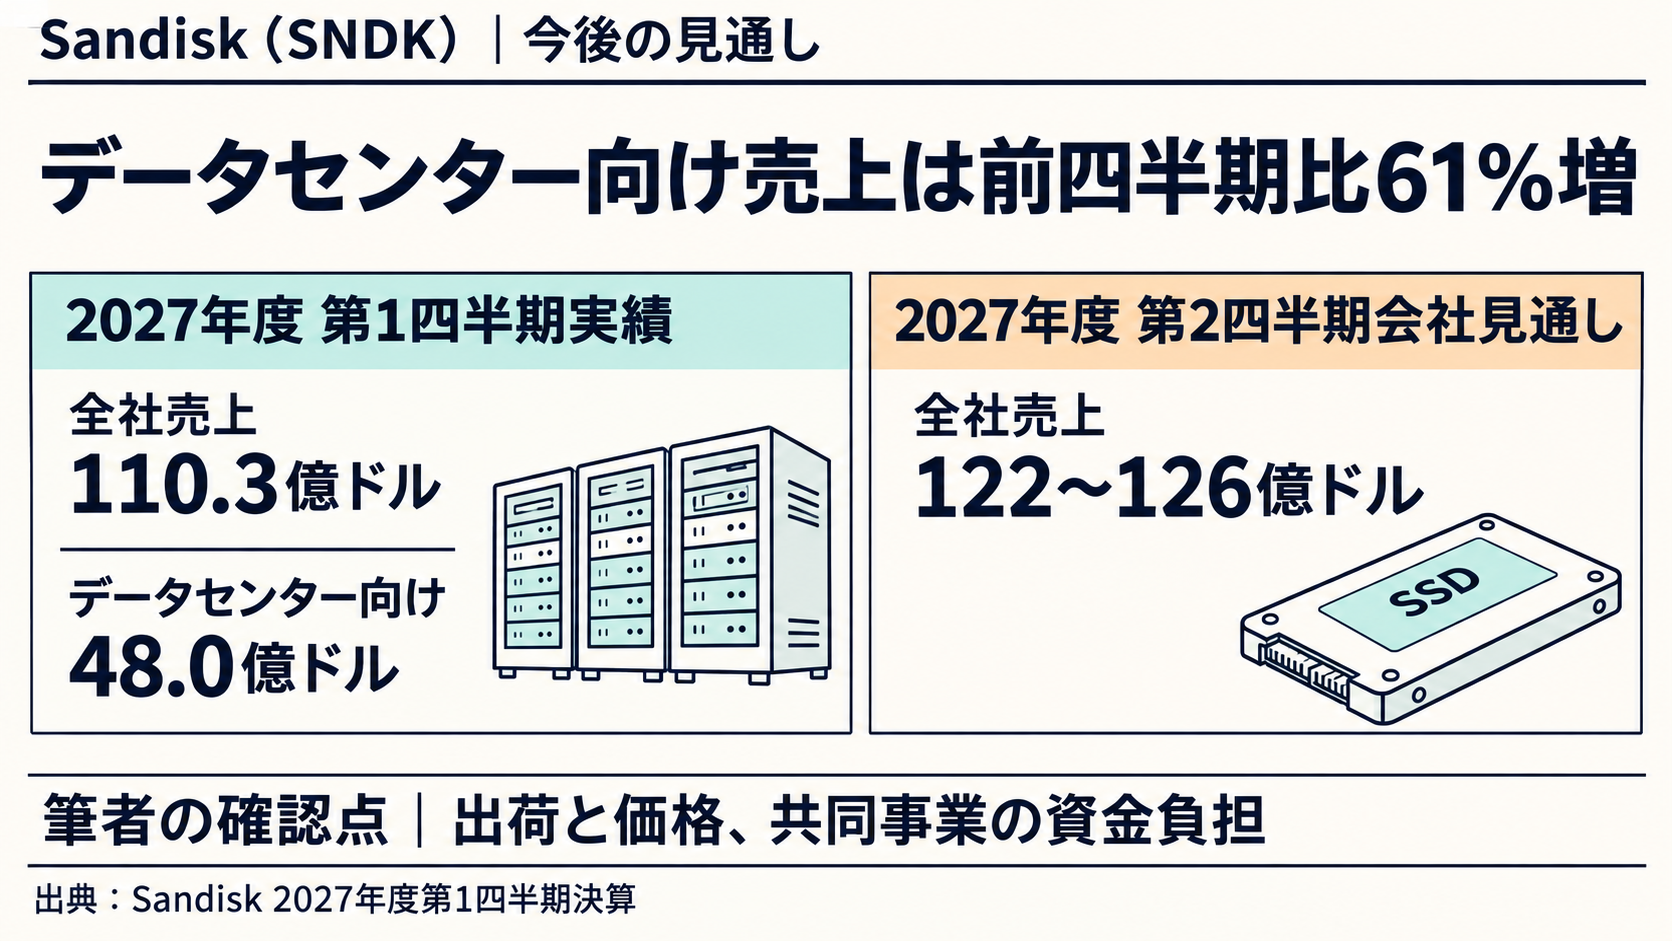 Sandisk（SNDK）｜今後の見通し
データセンター向け売上は前四半期比61%増
2027年度 第1四半期実績
全社売上
110.3億ドル
データセンター向け
48.0億ドル
2027年度 第2四半期会社見通し
全社売上
122〜126億ドル
SSD
筆者の確認点｜出荷と価格、共同事業の資金負担
出典：Sandisk 2027年度第1四半期決算